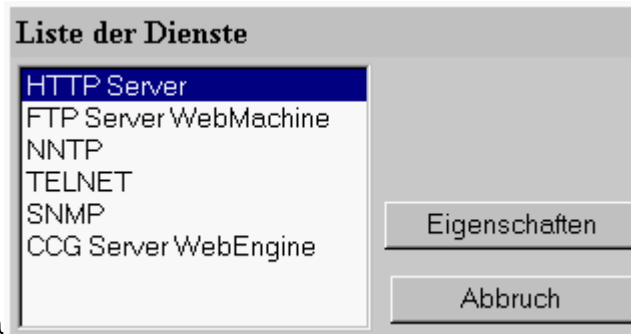 Liste der Dienste
HTTP Server
FTP Server WebMachine
NNTP
TELNET
SNMP
CCG Server WebEngine
Eigenschaften
Abbruch